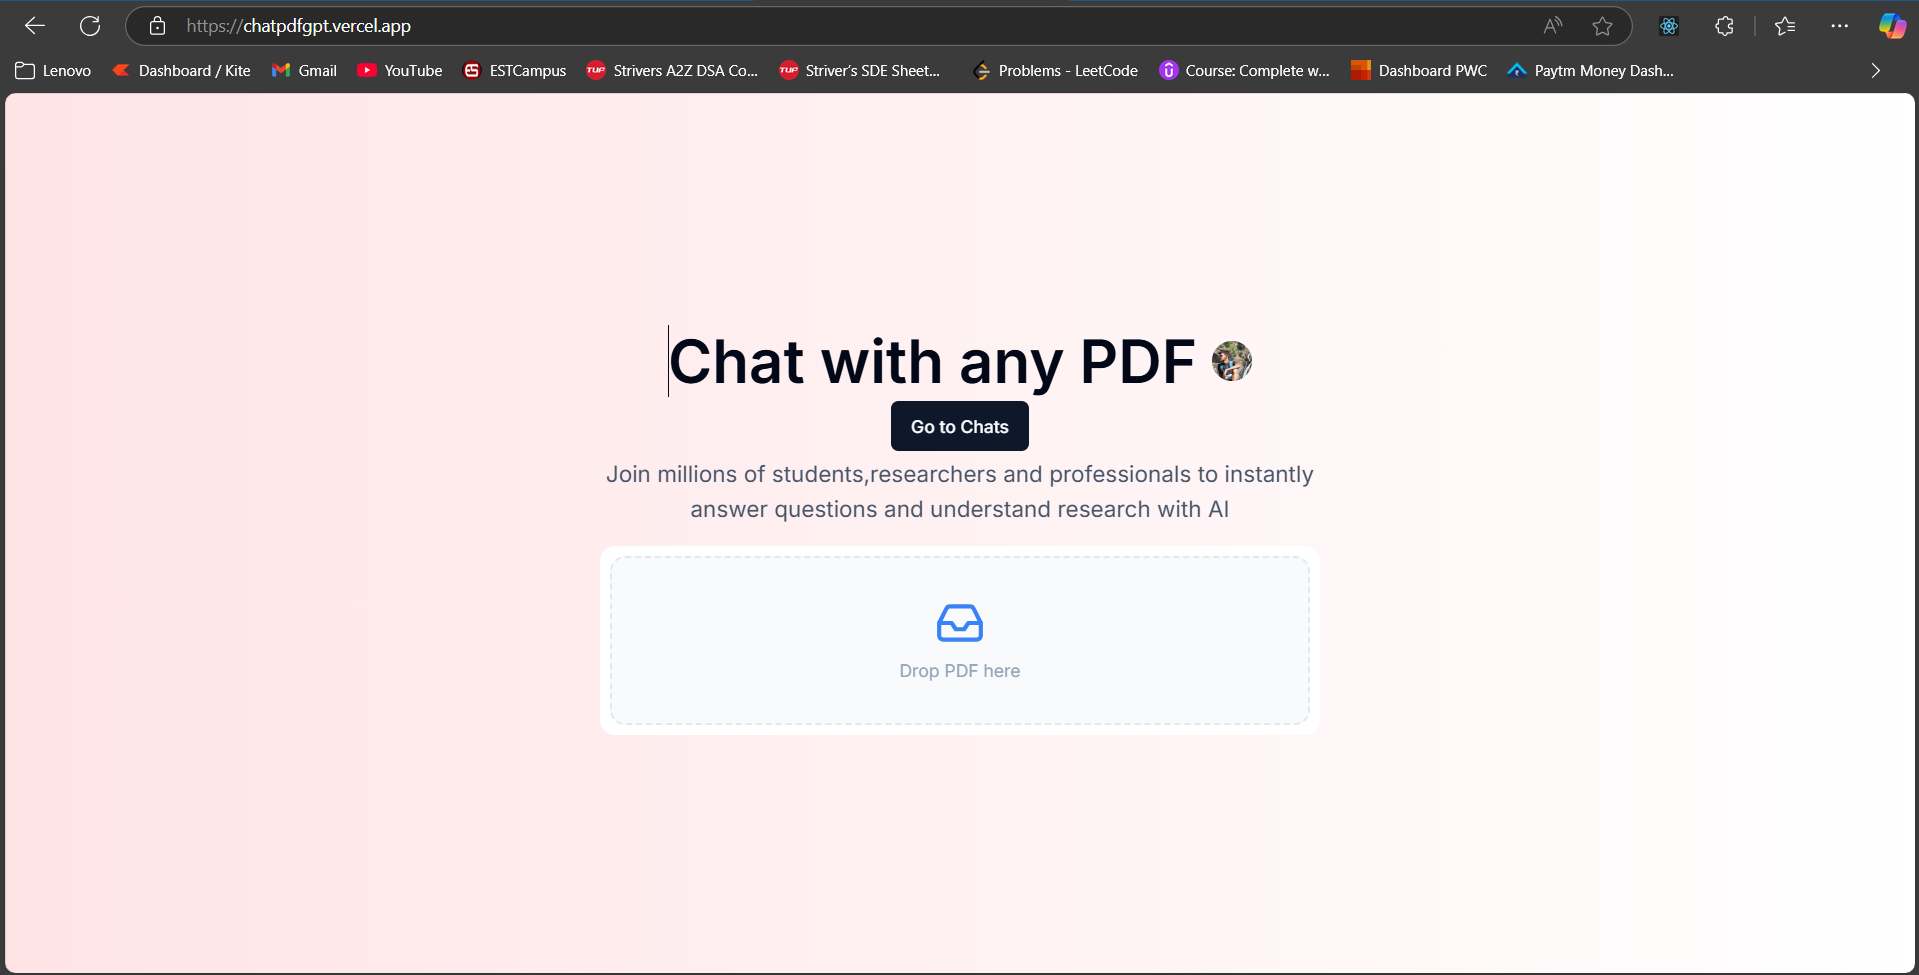 https://chatpdfgpt.vercel.app
Lenovo Dashboard / Kite Gmail YouTube ESTCampus Strivers A2Z DSA Co... Striver's SDE Sheet... Problems - LeetCode Course: Complete w... Dashboard PWC Paytm Money Dash...
Chat with any PDF
Go to Chats
Join millions of students,researchers and professionals to instantly
answer questions and understand research with AI
Drop PDF here